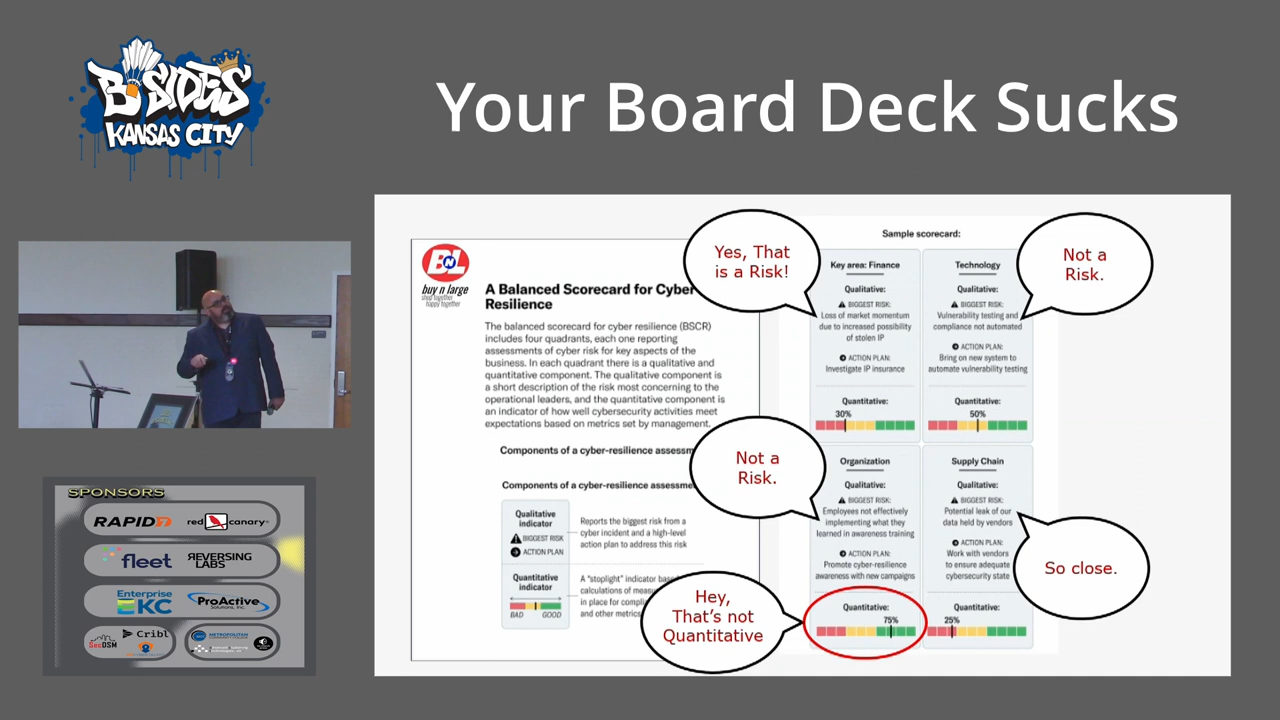 B-SIDES
KANSAS CITY
Your Board Deck Sucks
SPONSORS
RAPID7
red canary
fleet
REVERSING
LABS
Enterprise
KC
ProActive
Solutions, Inc.
SecDSM
Cribl
METROPOLITAN
BnL
buy n large
shop together
happy together
A Balanced Scorecard for Cyber
Resilience
The balanced scorecard for cyber resilience (BSCR)
includes four quadrants, each one reporting
assessments of cyber risk for key aspects of the
business. In each quadrant there is a qualitative and
quantitative component. The qualitative component is
a short description of the risk most concerning to the
operational leaders, and the quantitative component is
an indicator of how well cybersecurity activities meet
expectations based on metrics set by management.
Components of a cyber-resilience assessm
Components of a cyber-resilience assessme
Qualitative
indicator
BIGGEST RISK
ACTION PLAN
Reports the biggest risk from a
cyber incident and a high-level
action plan to address this risk
Quantitative
indicator
BAD GOOD
A "stoplight" indicator bas
calculations of measu
in place for compli
and other metrics
Sample scorecard:
Key area: Finance
Qualitative:
BIGGEST RISK:
Loss of market momentum
due to increased possibility
of stolen IP
ACTION PLAN:
Investigate IP insurance
Quantitative:
30%
Technology
Qualitative:
BIGGEST RISK:
Vulnerability testing and
compliance not automated
ACTION PLAN:
Bring on new system to
automate vulnerability testing
Quantitative:
50%
Organization
Qualitative:
BIGGEST RISK:
Employees not effectively
implementing what they
learned in awareness training
ACTION PLAN:
Promote cyber-resilience
awareness with new campaigns
Quantitative:
75%
Supply Chain
Qualitative:
BIGGEST RISK:
Potential leak of our
data held by vendors
ACTION PLAN:
Work with vendors
to ensure adequate
cybersecurity state
Quantitative:
25%
Yes, That
is a Risk!
Not a
Risk.
Not a
Risk.
So close.
Hey,
That's not
Quantitative